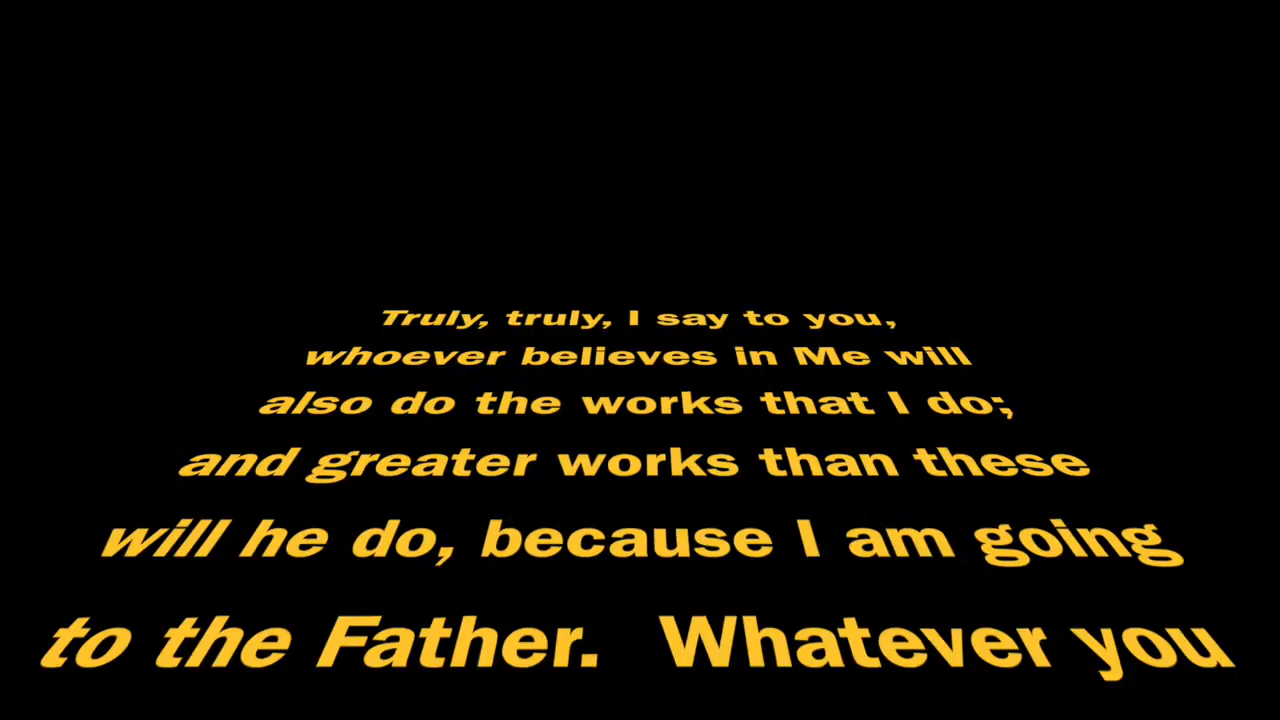 Truly, truly, I say to you,
whoever believes in Me will
also do the works that I do;
and greater works than these
will he do, because I am going
to the Father.  Whatever you